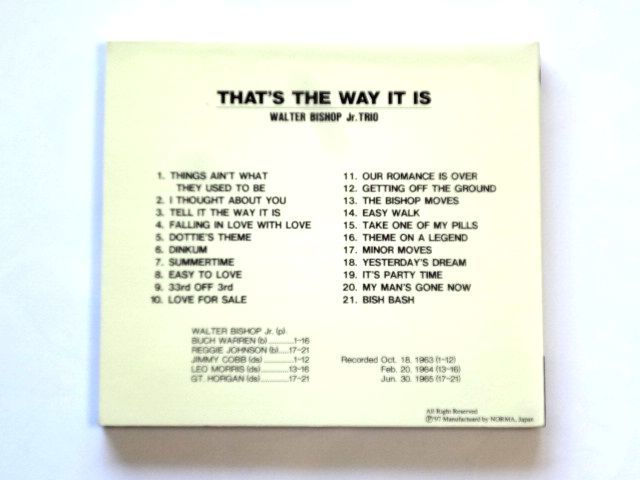 THAT'S THE WAY IT IS
WALTER BISHOP Jr. TRIO
1. THINGS AIN'T WHAT
THEY USED TO BE
2. I THOUGHT ABOUT YOU
3. TELL IT THE WAY IT IS
4. FALLING IN LOVE WITH LOVE
5. DOTTIE'S THEME
6. DINKUM
7. SUMMERTIME
8. EASY TO LOVE
9. 33rd OFF 3rd
10. LOVE FOR SALE
11. OUR ROMANCE IS OVER
12. GETTING OFF THE GROUND
13. THE BISHOP MOVES
14. EASY WALK
15. TAKE ONE OF MY PILLS
16. THEME ON A LEGEND
17. MINOR MOVES
18. YESTERDAY'S DREAM
19. IT'S PARTY TIME
20. MY MAN'S GONE NOW
21. BISH BASH
WALTER BISHOP Jr. (p)
BUCH WARREN (b)............1-16
REGGIE JOHNSON (b).....17-21
JIMMY COBB (ds)..............1-12
LEO MORRIS (ds)............13-16
GT. HORGAN (ds)............17-21
Recorded Oct. 18, 1963 (1-12)
Feb. 20, 1964 (13-16)
Jun. 30, 1965 (17-21)
All Right Reserved
Ⓟ'97 Manufactuard by NORMA, Japan